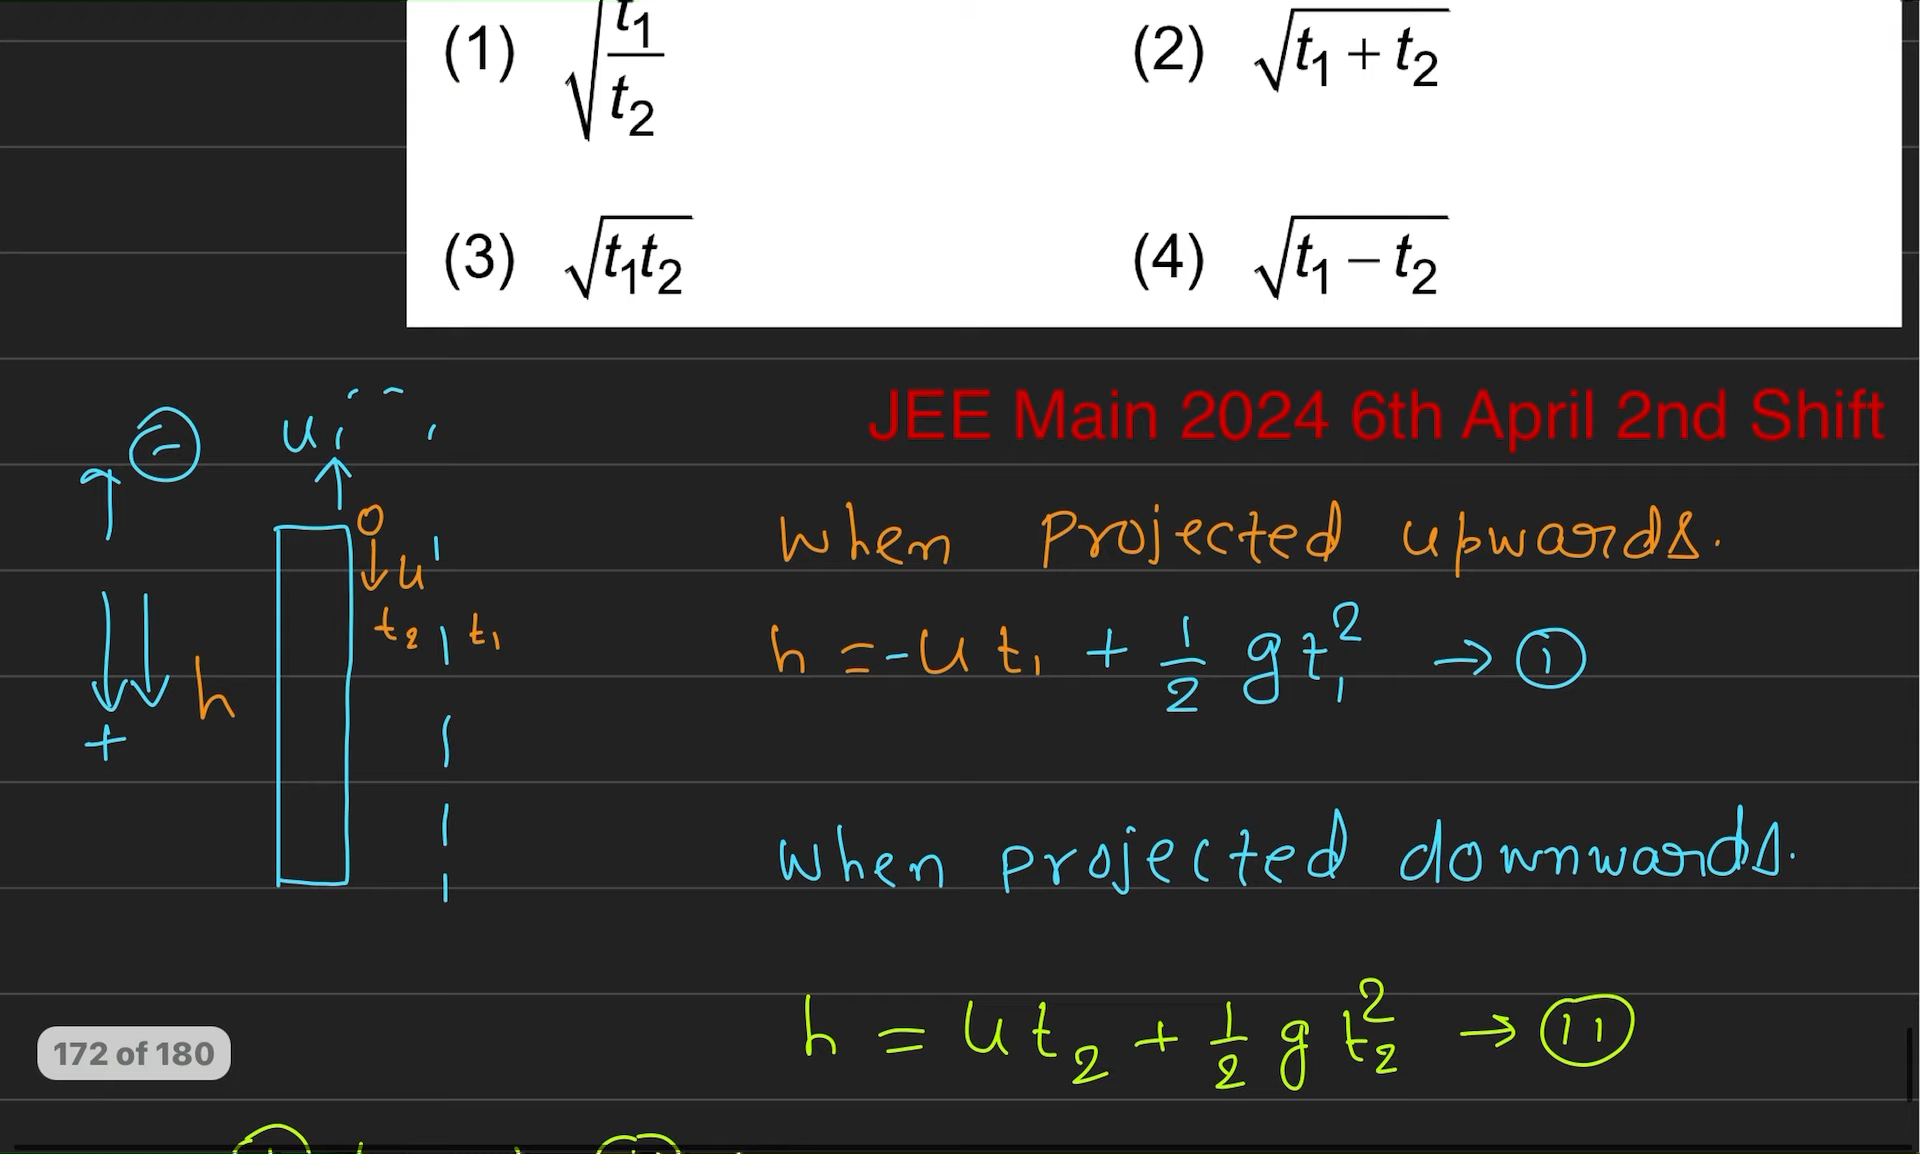 (1) √(t₁/t₂) (2) √(t₁ + t₂)
(3) √(t₁t₂) (4) √(t₁ − t₂)
JEE Main 2024 6th April 2nd Shift
−
u
u'
t₂ t₁
h
+
When Projected upwards.
h = -u t₁ + 1/2 g t₁² → ①
When projected downwards.
h = u t₂ + 1/2 g t₂² → ⑪
172 of 180